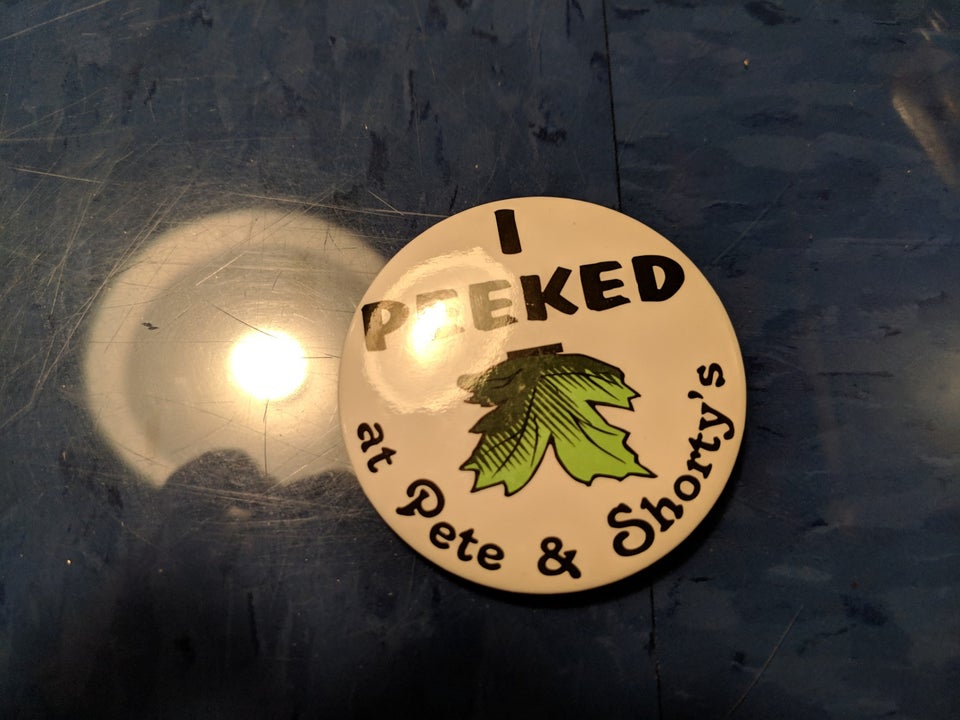 I
PEEKED
at Pete & Shorty's